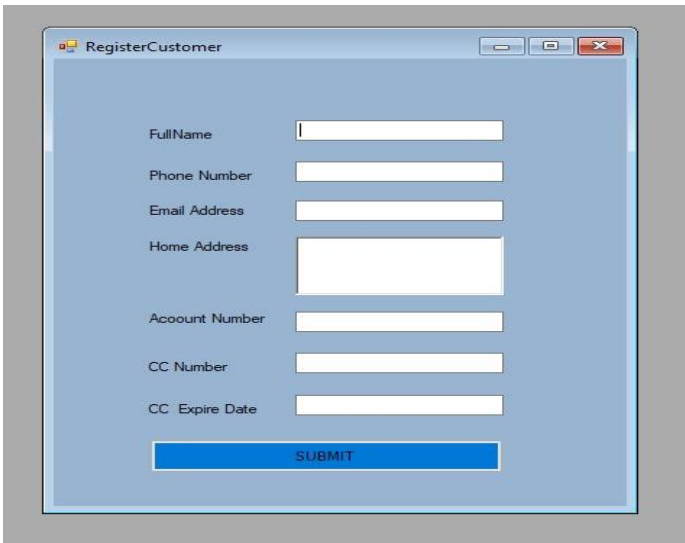 RegisterCustomer
FullName
Phone Number
Email Address
Home Address
Acoount Number
CC Number
CC Expire Date
SUBMIT